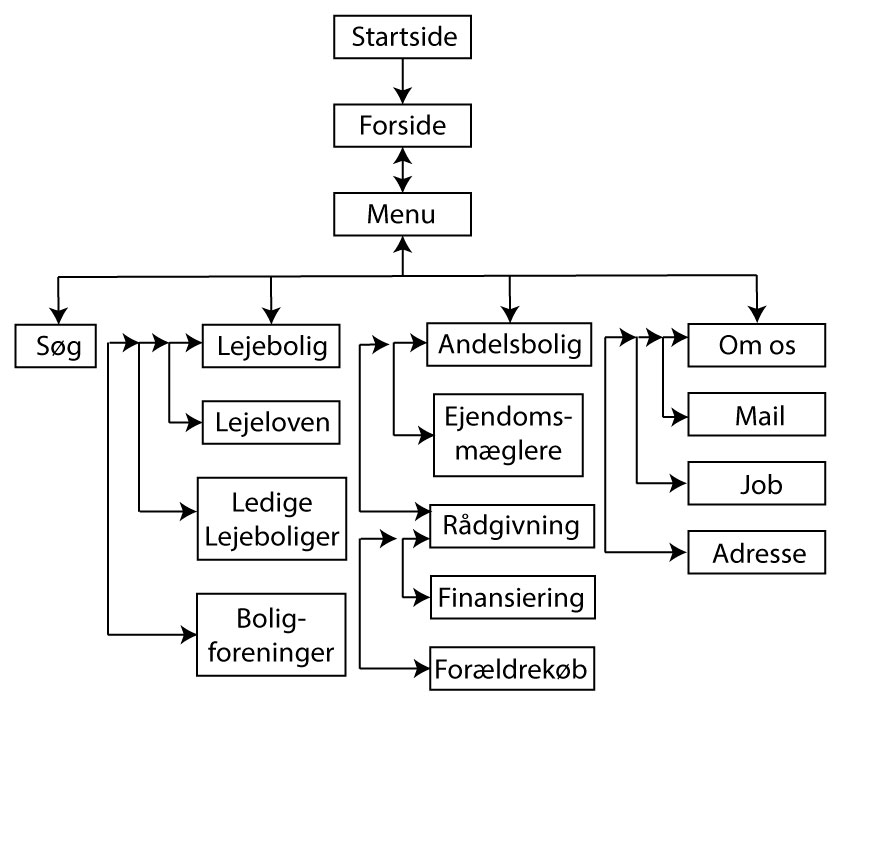 Startside
Forside
Menu
Søg
Lejebolig
Lejeloven
Ledige
Lejeboliger
Bolig-
foreninger
Andelsbolig
Ejendoms-
mæglere
Rådgivning
Finansiering
Forældrekøb
Om os
Mail
Job
Adresse